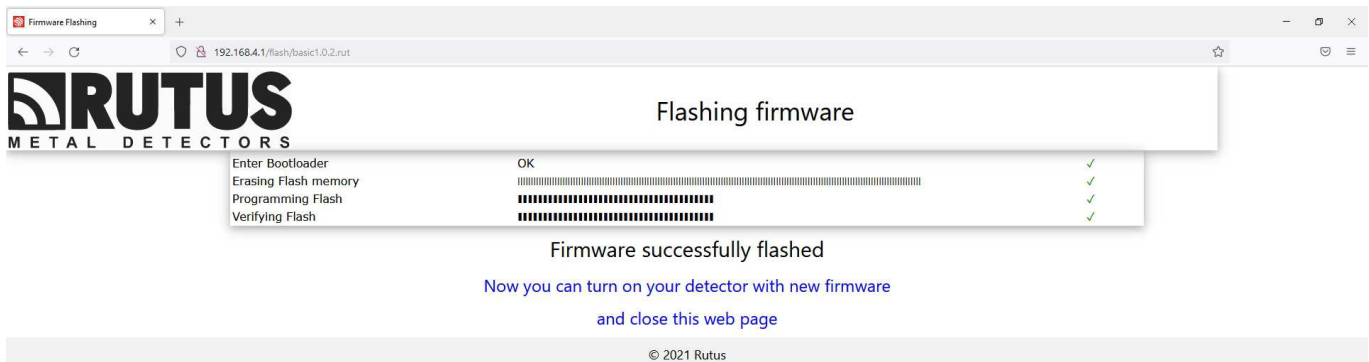 Firmware Flashing
192.168.4.1/flash/basic1.0.2.rut
RUTUS
METAL DETECTORS
Flashing firmware
Enter Bootloader OK ✓
Erasing Flash memory ✓
Programming Flash ✓
Verifying Flash ✓
Firmware successfully flashed
Now you can turn on your detector with new firmware
and close this web page
© 2021 Rutus